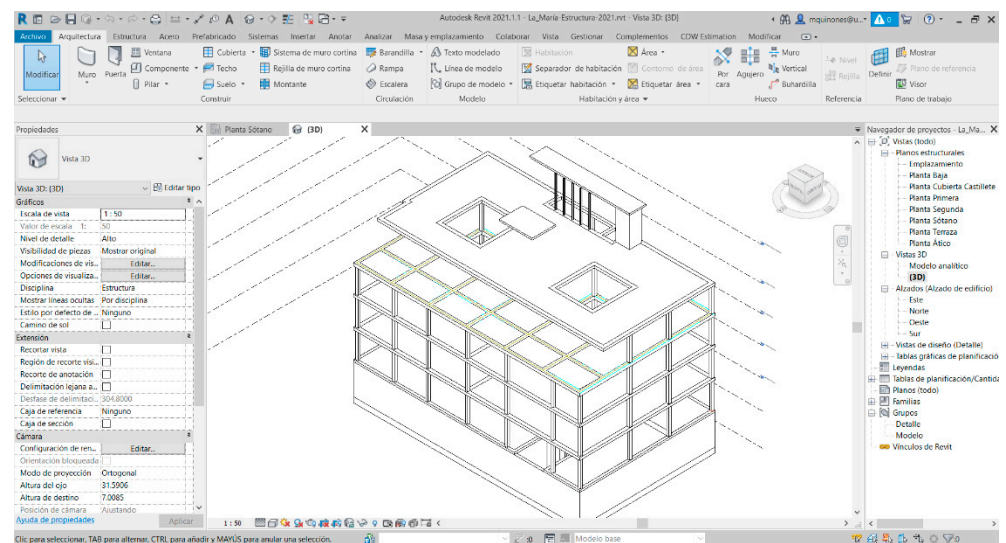 Autodesk Revit 2021.1.1 - La_María-Estructura-2021.rvt - Vista 3D: {3D}
mquinones@u...
Archivo Arquitectura Estructura Acero Prefabricado Sistemas Insertar Anotar Analizar Masa y emplazamiento Colaborar Vista Gestionar Complementos CDW Estimation Modificar
Modificar
Muro
Puerta
Ventana
Componente
Pilar
Cubierta
Techo
Suelo
Sistema de muro cortina
Rejilla de muro cortina
Montante
Barandilla
Rampa
Escalera
Texto modelado
Línea de modelo
Grupo de modelo
Habitación
Separador de habitación
Etiquetar habitación
Área
Contorno de área
Etiquetar área
Por cara
Agujero
Muro
Vertical
Buhardilla
Nivel
Rejilla
Definir
Mostrar
Plano de referencia
Visor
Seleccionar Construir Circulación Modelo Habitación y área Hueco Referencia Plano de trabajo
Propiedades
Vista 3D
Vista 3D: {3D} Editar tipo
Gráficos
Escala de vista 1 : 50
Valor de escala 1: 50
Nivel de detalle Alto
Visibilidad de piezas Mostrar original
Modificaciones de vis... Editar...
Opciones de visualiza... Editar...
Disciplina Estructura
Mostrar líneas ocultas Por disciplina
Estilo por defecto de ... Ninguno
Camino de sol
Extensión
Recortar vista
Región de recorte visi...
Recorte de anotación
Delimitación lejana a...
Desfase de delimitaci... 304.8000
Caja de referencia Ninguno
Caja de sección
Cámara
Configuración de ren... Editar...
Orientación bloqueada
Modo de proyección Ortogonal
Altura del ojo 31.5906
Altura de destino 7.0085
Posición de cámara Ajustando
Ayuda de propiedades Aplicar
Planta Sótano {3D}
1 : 50
Navegador de proyectos - La_Ma...
Vistas (todo)
Planos estructurales
Emplazamiento
Planta Baja
Planta Cubierta Castillete
Planta Primera
Planta Segunda
Planta Sótano
Planta Terraza
Planta Ático
Vistas 3D
Modelo analítico
{3D}
Alzados (Alzado de edificio)
Este
Norte
Oeste
Sur
Vistas de diseño (Detalle)
Tablas gráficas de planificació
Leyendas
Tablas de planificación/Cantida
Planos (todo)
Familias
Grupos
Detalle
Modelo
Vínculos de Revit
Clic para seleccionar, TAB para alternar, CTRL para añadir y MAYÚS para anular una selección. :0 Modelo base